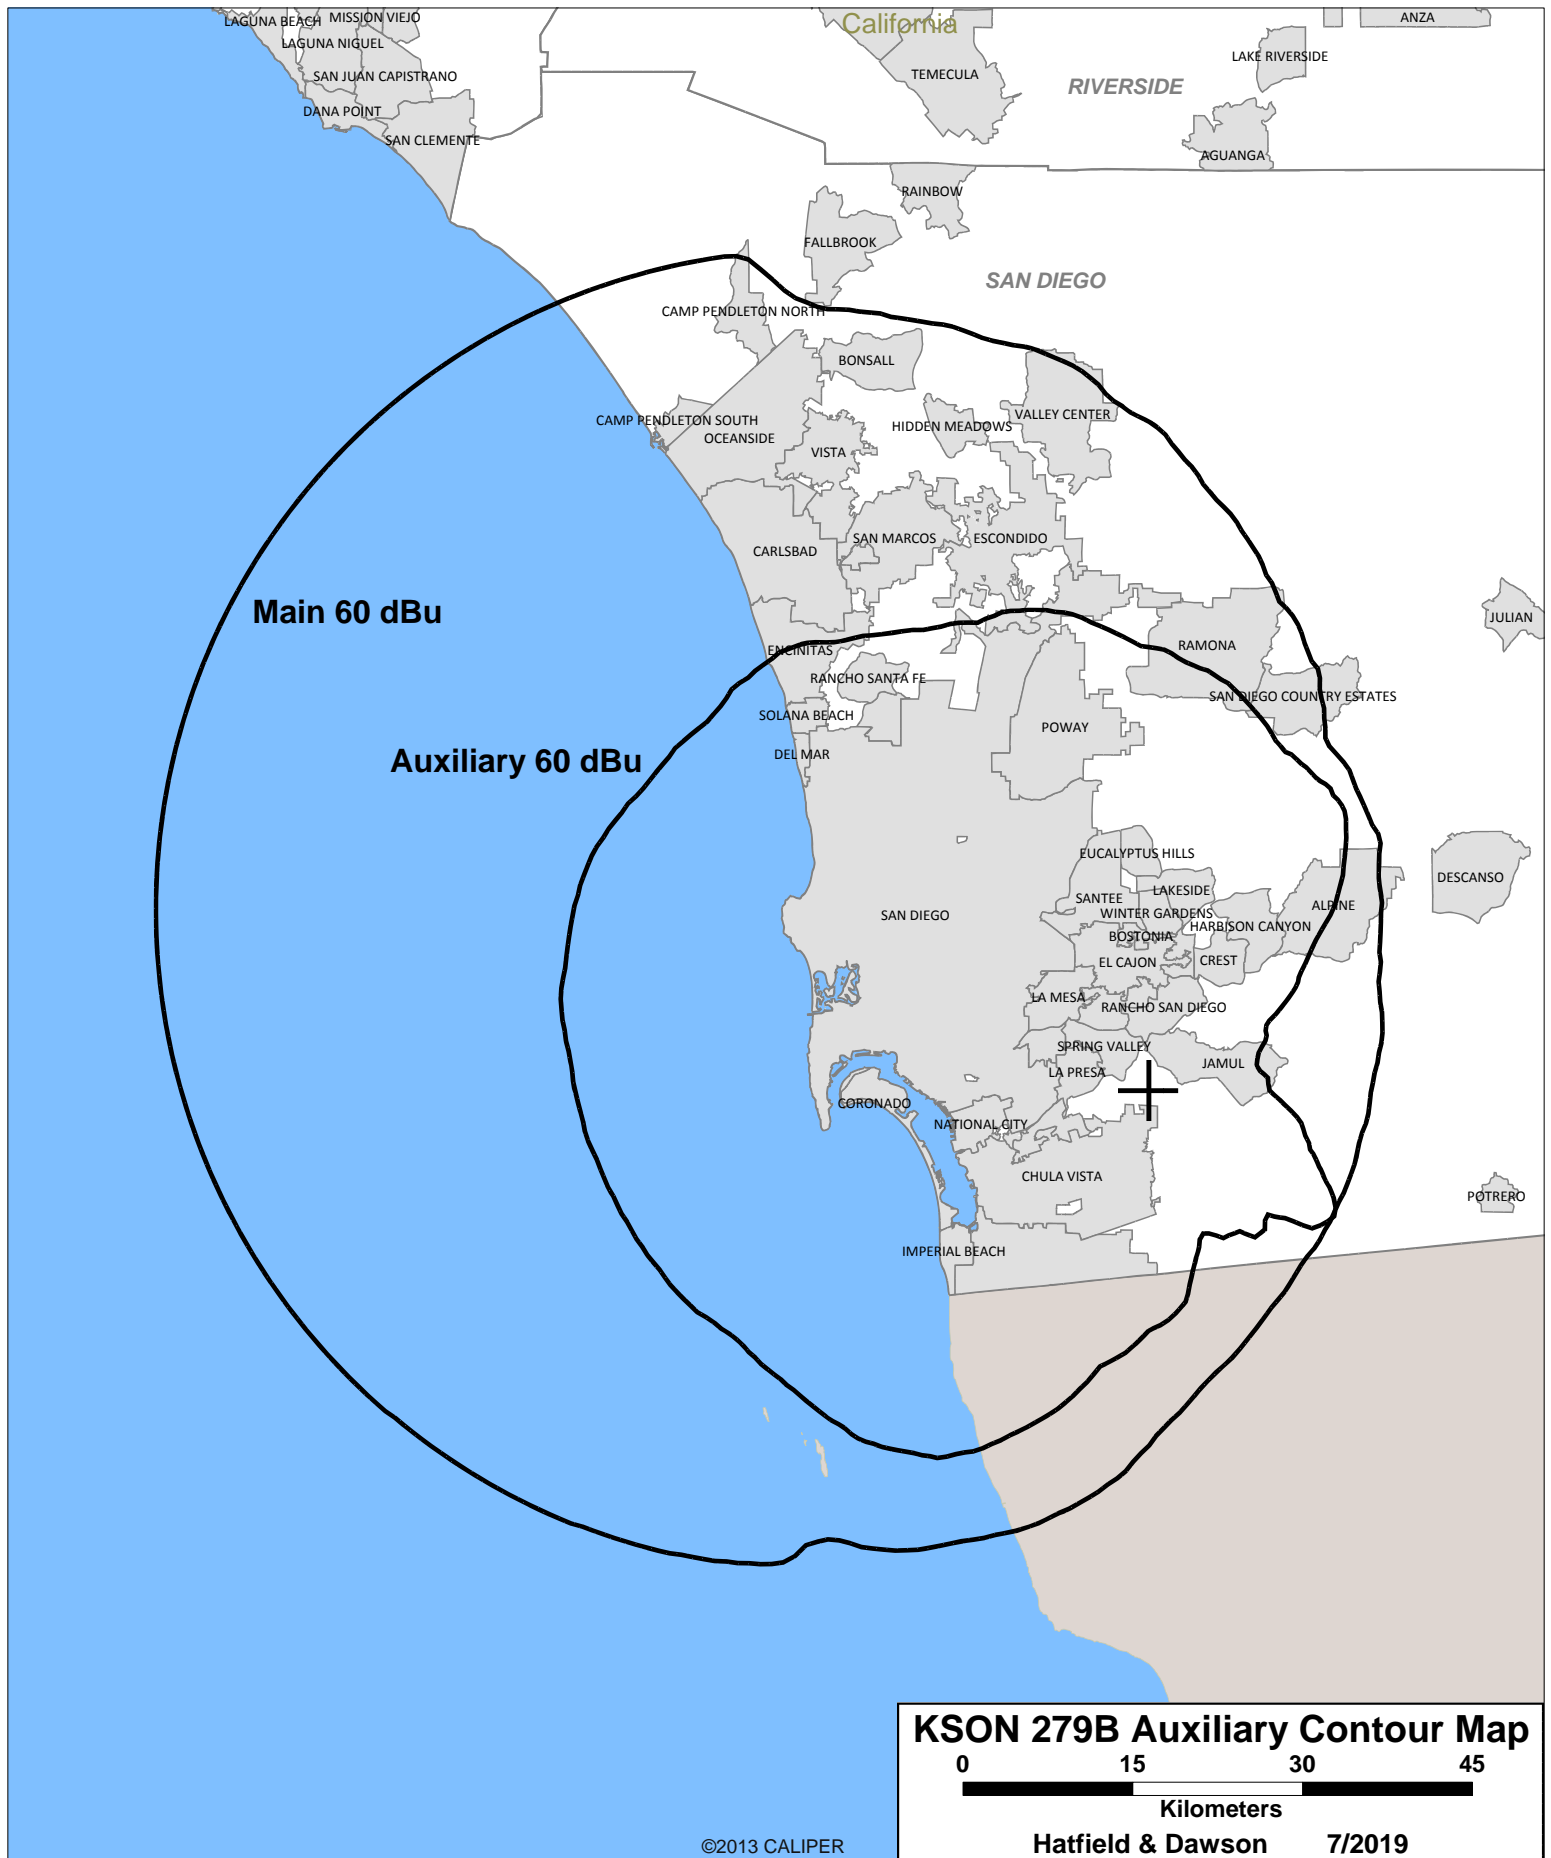 LAGUNA BEACH
MISSION VIEJO
California
ANZA
LAGUNA NIGUEL
LAKE RIVERSIDE
SAN JUAN CAPISTRANO
TEMECULA
RIVERSIDE
DANA POINT
SAN CLEMENTE
AGUANGA
RAINBOW
FALLBROOK
SAN DIEGO
CAMP PENDLETON NORTH
BONSALL
CAMP PENDLETON SOUTH
VALLEY CENTER
HIDDEN MEADOWS
OCEANSIDE
VISTA
SAN MARCOS
ESCONDIDO
CARLSBAD
Main 60 dBu
JULIAN
ENCINITAS
RAMONA
RANCHO SANTA FE
SAN DIEGO COUNTRY ESTATES
SOLANA BEACH
POWAY
DEL MAR
Auxiliary 60 dBu
EUCALYPTUS HILLS
DESCANSO
LAKESIDE
SANTEE
ALPINE
WINTER GARDENS
SAN DIEGO
HARBISON CANYON
BOSTONIA
EL CAJON
CREST
LA MESA
RANCHO SAN DIEGO
SPRING VALLEY
JAMUL
LA PRESA
CORONADO
NATIONAL CITY
CHULA VISTA
POTRERO
IMPERIAL BEACH
KSON 279B Auxiliary Contour Map
0 15 30 45
Kilometers
Hatfield & Dawson 7/2019
©2013 CALIPER